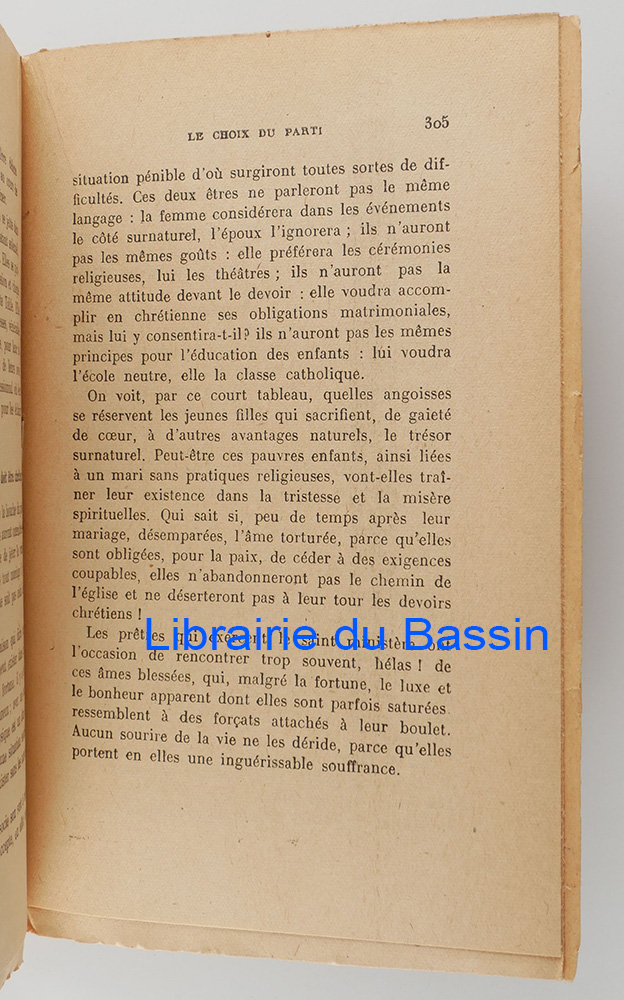 LE CHOIX DU PARTI 305
situation pénible d'où surgiront toutes sortes de dif-
ficultés. Ces deux êtres ne parleront pas le même
langage : la femme considérera dans les événements
le côté surnaturel, l'époux l'ignorera ; ils n'auront
pas les mêmes goûts : elle préférera les cérémonies
religieuses, lui les théâtres ; ils n'auront pas la
même attitude devant le devoir : elle voudra accom-
plir en chrétienne ses obligations matrimoniales,
mais lui y consentira-t-il? ils n'auront pas les mêmes
principes pour l'éducation des enfants : lui voudra
l'école neutre, elle la classe catholique.
On voit, par ce court tableau, quelles angoisses
se réservent les jeunes filles qui sacrifient, de gaieté
de cœur, à d'autres avantages naturels, le trésor
surnaturel. Peut-être ces pauvres enfants, ainsi liées
à un mari sans pratiques religieuses, vont-elles traî-
ner leur existence dans la tristesse et la misère
spirituelles. Qui sait si, peu de temps après leur
mariage, désemparées, l'âme torturée, parce qu'elles
sont obligées, pour la paix, de céder à des exigences
coupables, elles n'abandonneront pas le chemin de
l'église et ne déserteront pas à leur tour les devoirs
chrétiens !
Les prêtres qui exercent le saint ministère ont
l'occasion de rencontrer trop souvent, hélas ! de
ces âmes blessées, qui, malgré la fortune, le luxe et
le bonheur apparent dont elles sont parfois saturées,
ressemblent à des forçats attachés à leur boulet.
Aucun sourire de la vie ne les déride, parce qu'elles
portent en elles une inguérissable souffrance.
Librairie du Bassin